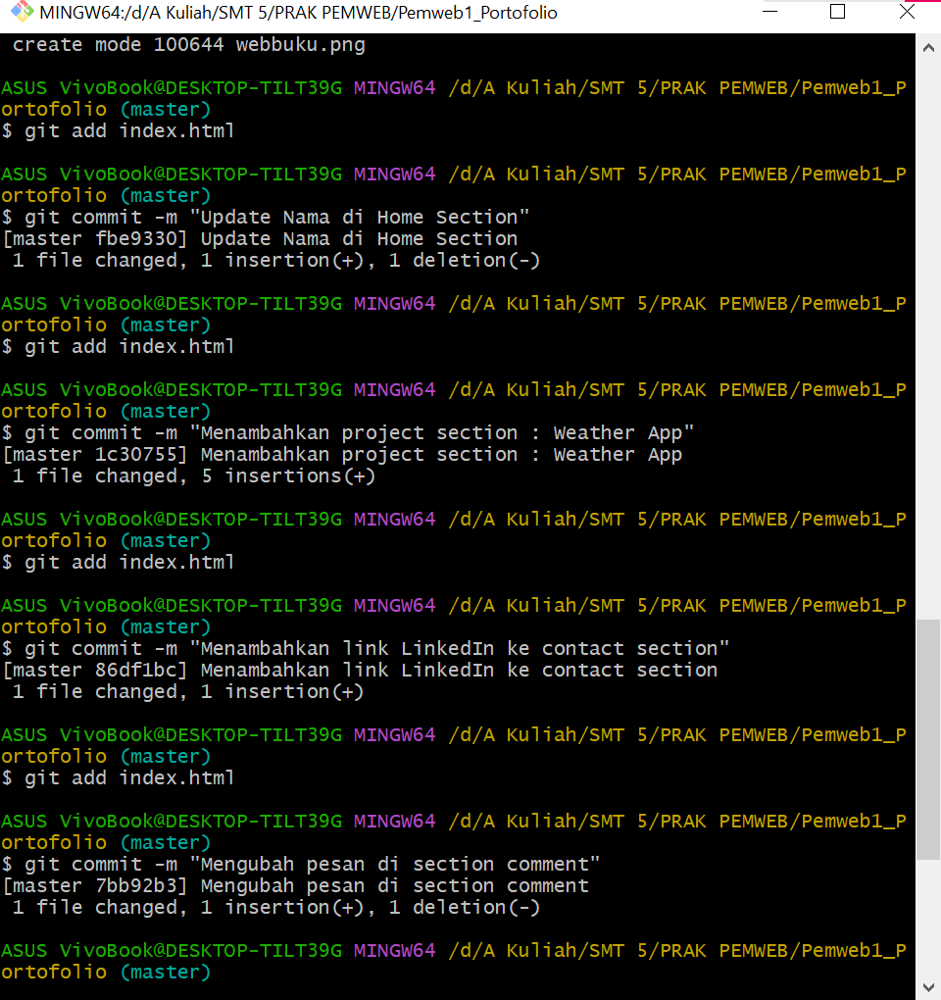 MINGW64:/d/A Kuliah/SMT 5/PRAK PEMWEB/Pemweb1_Portofolio
create mode 100644 webbuku.png
ASUS VivoBook@DESKTOP-TILT39G MINGW64 /d/A Kuliah/SMT 5/PRAK PEMWEB/Pemweb1_P
ortofolio (master)
$ git add index.html
ASUS VivoBook@DESKTOP-TILT39G MINGW64 /d/A Kuliah/SMT 5/PRAK PEMWEB/Pemweb1_P
ortofolio (master)
$ git commit -m "Update Nama di Home Section"
[master fbe9330] Update Nama di Home Section
1 file changed, 1 insertion(+), 1 deletion(-)
ASUS VivoBook@DESKTOP-TILT39G MINGW64 /d/A Kuliah/SMT 5/PRAK PEMWEB/Pemweb1_P
ortofolio (master)
$ git add index.html
ASUS VivoBook@DESKTOP-TILT39G MINGW64 /d/A Kuliah/SMT 5/PRAK PEMWEB/Pemweb1_P
ortofolio (master)
$ git commit -m "Menambahkan project section : Weather App"
[master 1c30755] Menambahkan project section : Weather App
1 file changed, 5 insertions(+)
ASUS VivoBook@DESKTOP-TILT39G MINGW64 /d/A Kuliah/SMT 5/PRAK PEMWEB/Pemweb1_P
ortofolio (master)
$ git add index.html
ASUS VivoBook@DESKTOP-TILT39G MINGW64 /d/A Kuliah/SMT 5/PRAK PEMWEB/Pemweb1_P
ortofolio (master)
$ git commit -m "Menambahkan link LinkedIn ke contact section"
[master 86df1bc] Menambahkan link LinkedIn ke contact section
1 file changed, 1 insertion(+)
ASUS VivoBook@DESKTOP-TILT39G MINGW64 /d/A Kuliah/SMT 5/PRAK PEMWEB/Pemweb1_P
ortofolio (master)
$ git add index.html
ASUS VivoBook@DESKTOP-TILT39G MINGW64 /d/A Kuliah/SMT 5/PRAK PEMWEB/Pemweb1_P
ortofolio (master)
$ git commit -m "Mengubah pesan di section comment"
[master 7bb92b3] Mengubah pesan di section comment
1 file changed, 1 insertion(+), 1 deletion(-)
ASUS VivoBook@DESKTOP-TILT39G MINGW64 /d/A Kuliah/SMT 5/PRAK PEMWEB/Pemweb1_P
ortofolio (master)